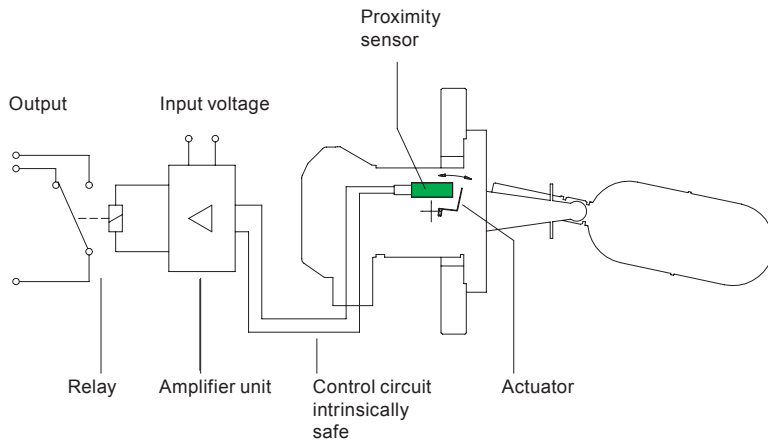 Proximity
sensor
Output
Input voltage
Relay
Amplifier unit
Control circuit
intrinsically
safe
Actuator